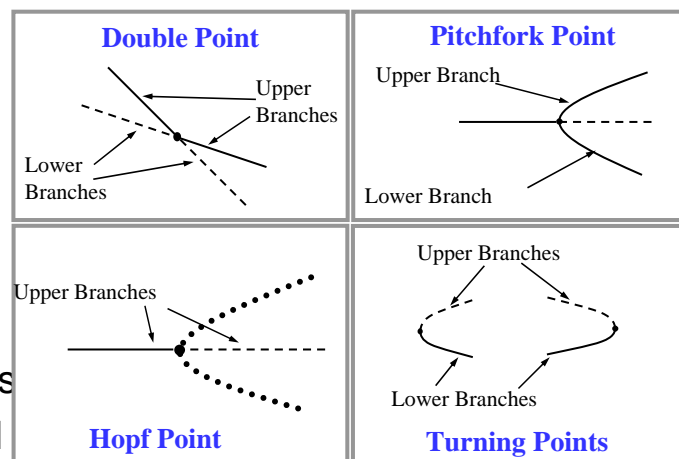 Double Point
Upper
Branches
Lower
Branches
Pitchfork Point
Upper Branch
Lower Branch
Upper Branches
Hopf Point
Upper Branches
Lower Branches
Turning Points
s